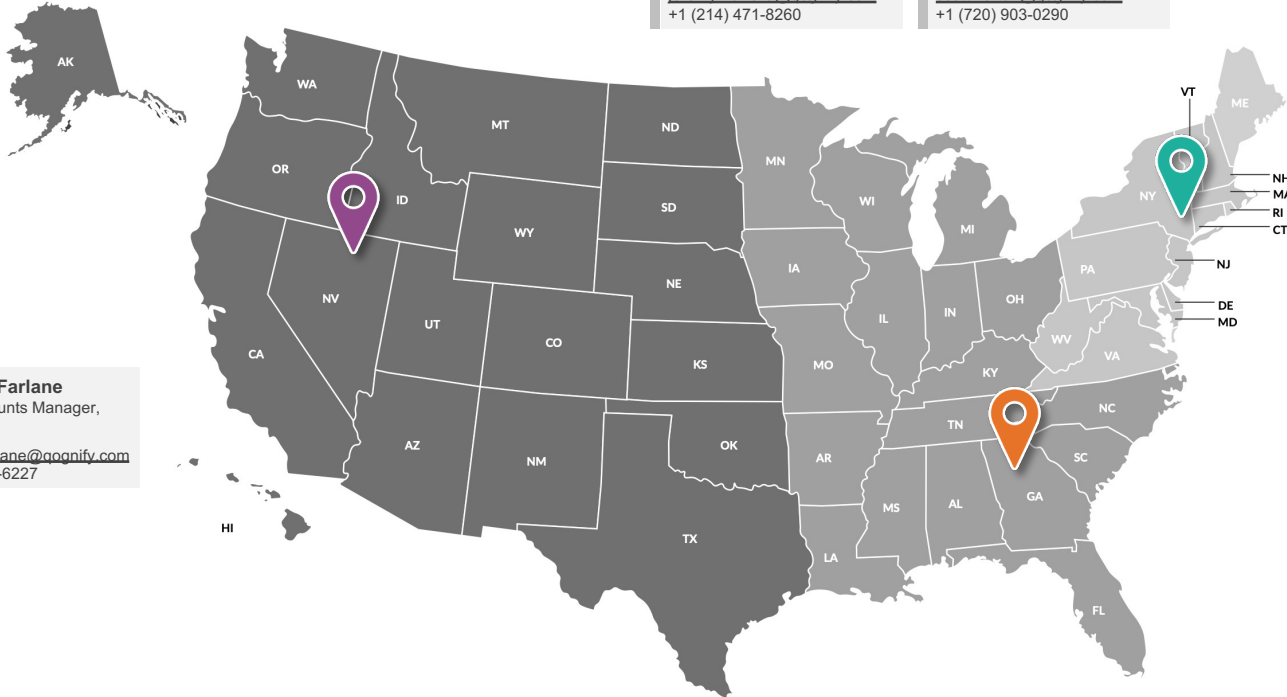 +1 (214) 471-8260
+1 (720) 903-0290
AK
WA
MT
ND
MN
VT
ME
OR
ID
SD
WI
MI
NY
NH
MA
RI
CT
WY
IA
PA
NJ
NV
NE
OH
DE
UT
CO
IL
IN
WV
MD
CA
KS
MO
KY
VA
Farlane
unts Manager,
ane@qognify.com
-6227
AZ
NM
OK
AR
TN
NC
SC
MS
AL
GA
HI
TX
LA
FL